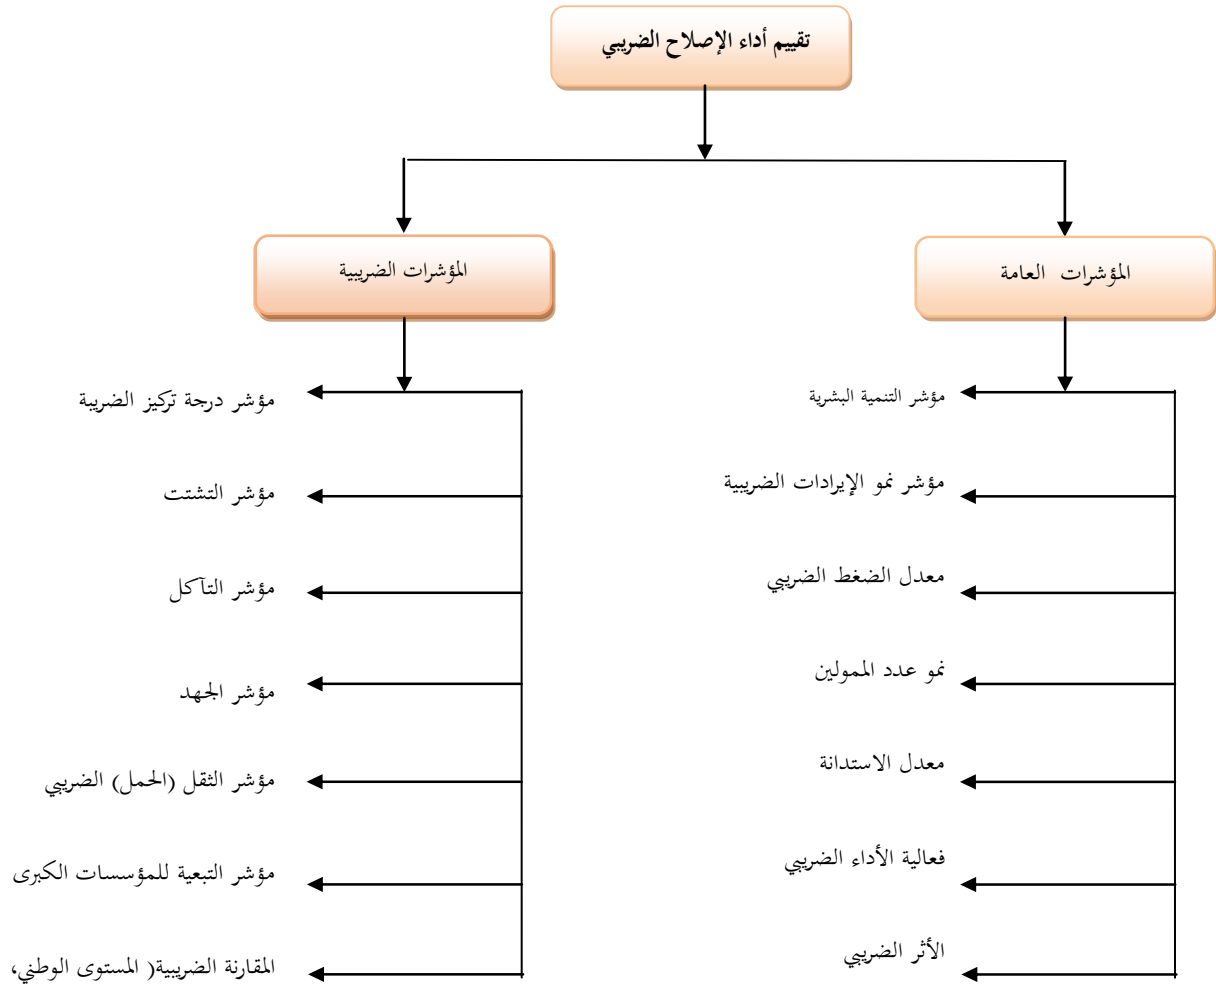 تقييم أداء الإصلاح الضريبي
المؤشرات العامة
مؤشر التنمية البشرية
مؤشر نمو الإيرادات الضريبية
معدل الضغط الضريبي
نمو عدد الممولين
معدل الاستدانة
فعالية الأداء الضريبي
الأثر الضريبي
المؤشرات الضريبية
مؤشر درجة تركيز الضريبة
مؤشر التشتت
مؤشر التآكل
مؤشر الجهد
مؤشر الثقل (الحمل) الضريبي
مؤشر التبعية للمؤسسات الكبرى
المقارنة الضريبية( المستوى الوطني،